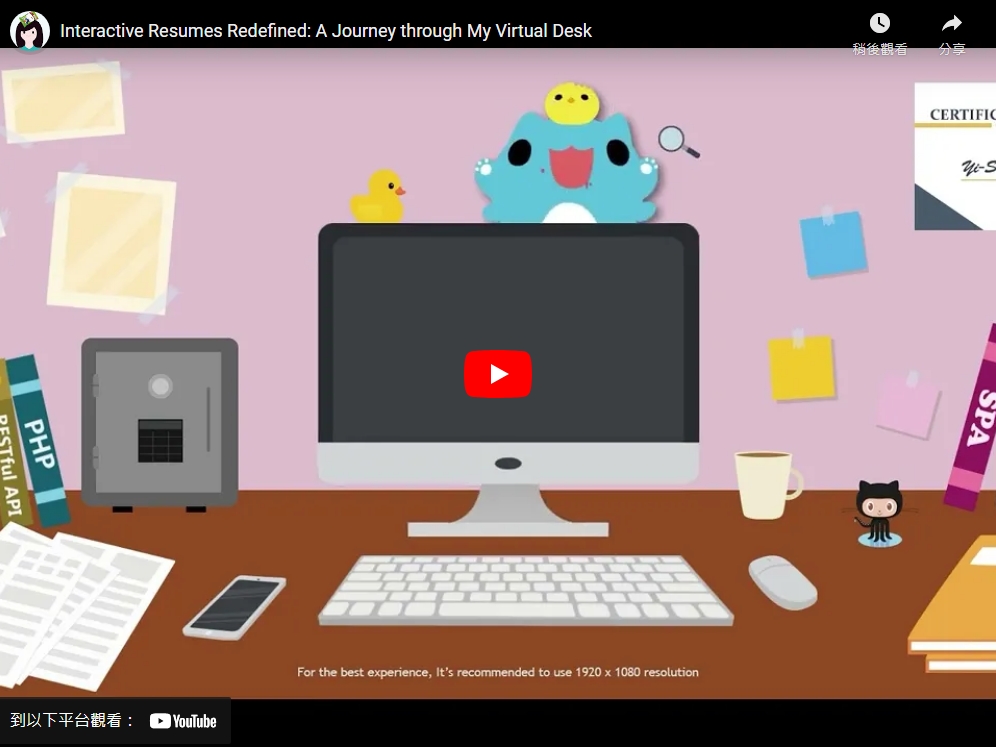 Interactive Resumes Redefined: A Journey through My Virtual Desk
稍後觀看
分享
CERTIFIC
Yi-S
PHP
RESTful API
SPA
For the best experience, It's recommended to use 1920 x 1080 resolution
到以下平台觀看：
YouTube